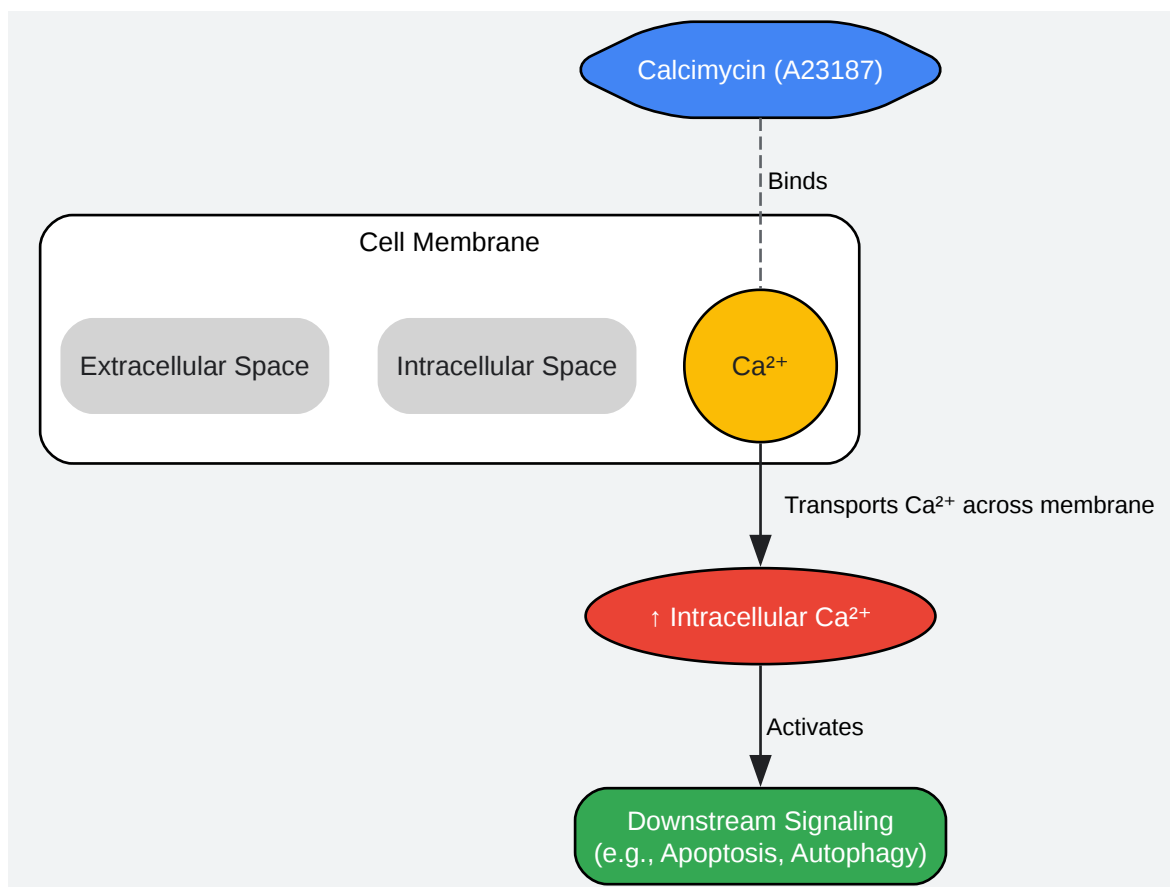 Calcimycin (A23187)
Binds
Cell Membrane
Extracellular Space
Intracellular Space
Ca²⁺
Transports Ca²⁺ across membrane
↑ Intracellular Ca²⁺
Activates
Downstream Signaling
(e.g., Apoptosis, Autophagy)